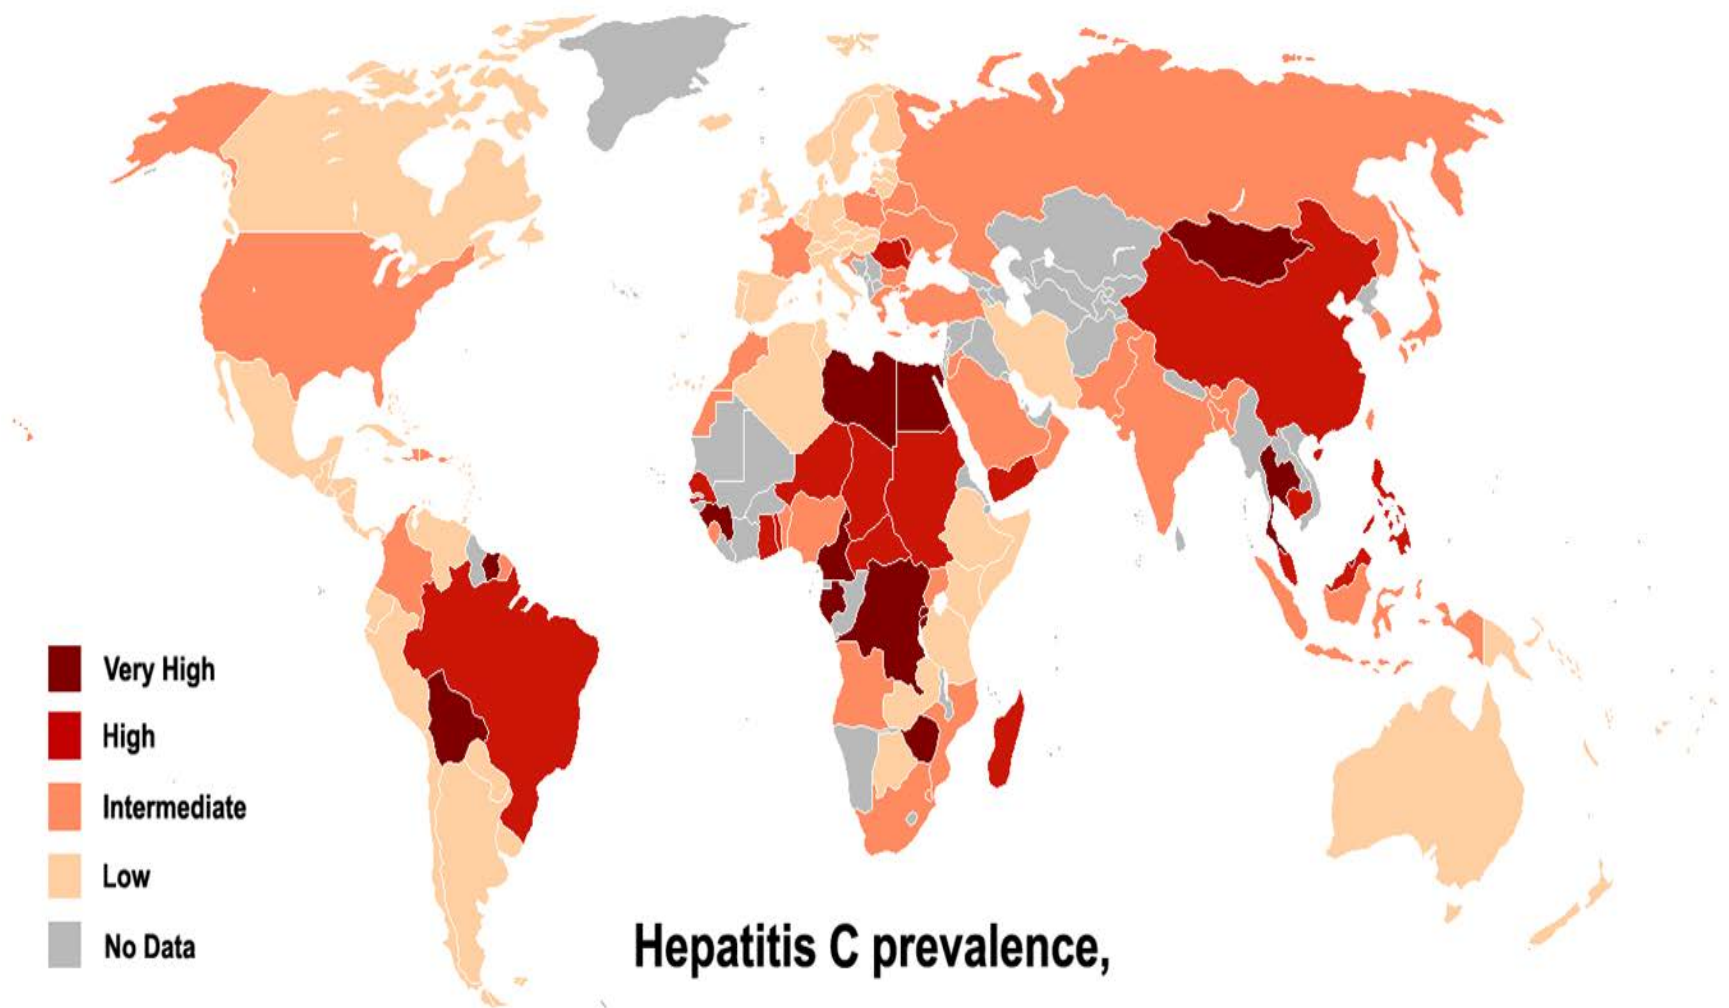 Very High
High
Intermediate
Low
No Data
Hepatitis C prevalence,